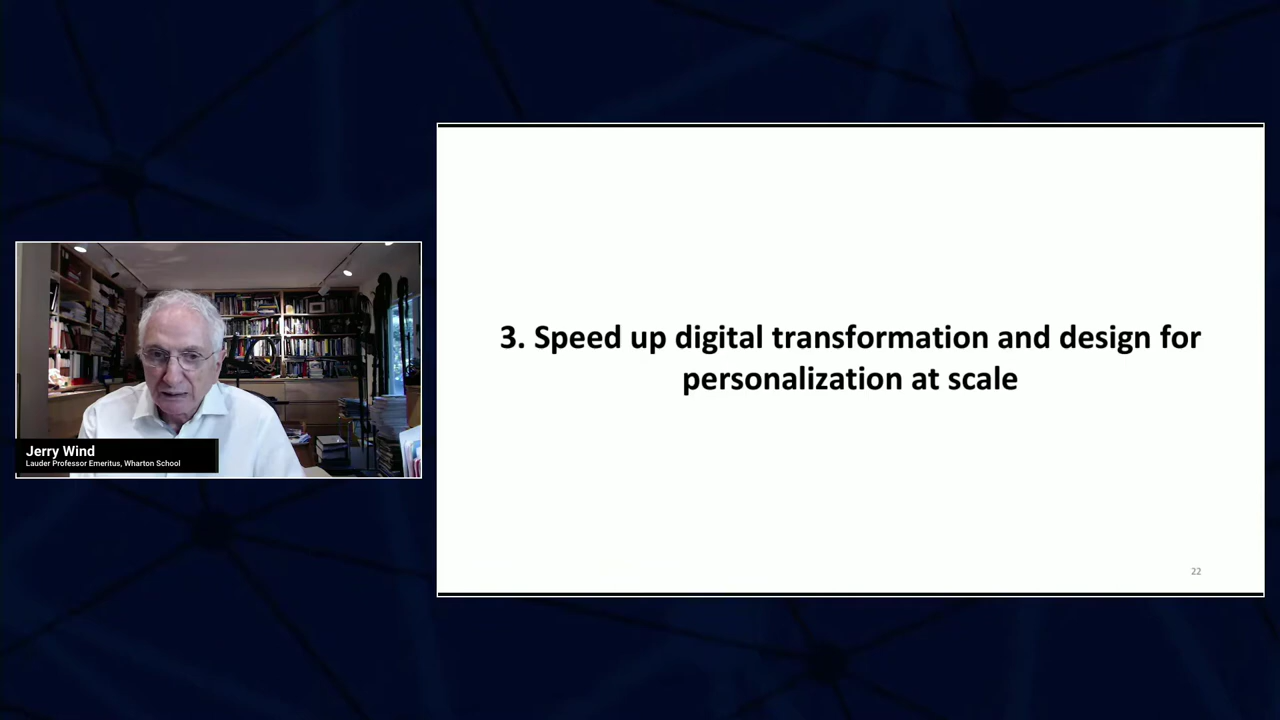 3. Speed up digital transformation and design for
personalization at scale
Jerry Wind
Lauder Professor Emeritus, Wharton School
22